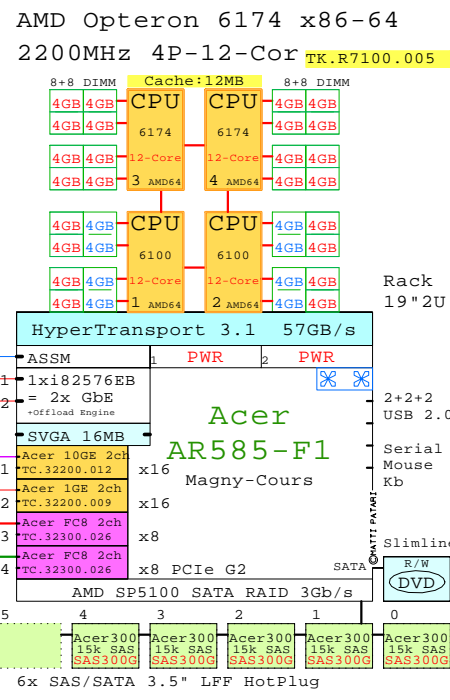 AMD Opteron 6174 x86-64
2200MHz 4P-12-Cor TK.R7100.005
8+8 DIMM Cache:12MB 8+8 DIMM
4GB 4GB CPU CPU 4GB 4GB
4GB 4GB 6174 6174 4GB 4GB
4GB 4GB 12-Core 12-Core 4GB 4GB
4GB 4GB 3 AMD64 4 AMD64 4GB 4GB
4GB 4GB CPU CPU 4GB 4GB
4GB 4GB 6100 6100 4GB 4GB
4GB 4GB 12-Core 12-Core 4GB 4GB
4GB 4GB 1 AMD64 2 AMD64 4GB 4GB
Rack
19"2U
HyperTransport 3.1 57GB/s
ASSM 1 PWR 2 PWR
1 1xi82576EB
2 = 2x GbE
+Offload Engine
2+2+2
USB 2.0
SVGA 16MB
Acer
AR585-F1
Magny-Cours
Serial
Mouse
Kb
Acer 10GE 2ch
1 TC.32200.012 x16
Acer 1GE 2ch
2 TC.32200.009 x16
Acer FC8 2ch
3 TC.32300.026 x8
Acer FC8 2ch
4 TC.32300.026 x8 PCIe G2
©MATTI PATARI
Slimline
SATA
R/W
DVD
AMD SP5100 SATA RAID 3Gb/s
5 4 3 2 1 0
Acer300 Acer300 Acer300 Acer300 Acer300
15k SAS 15k SAS 15k SAS 15k SAS 15k SAS
SAS300G SAS300G SAS300G SAS300G SAS300G
6x SAS/SATA 3.5" LFF HotPlug